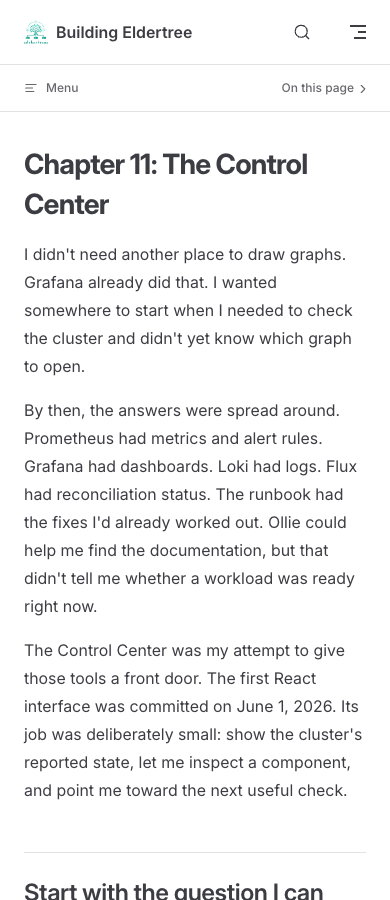 Building Eldertree
Menu
On this page
Chapter 11: The Control
Center
I didn't need another place to draw graphs.
Grafana already did that. I wanted
somewhere to start when I needed to check
the cluster and didn't yet know which graph
to open.
By then, the answers were spread around.
Prometheus had metrics and alert rules.
Grafana had dashboards. Loki had logs. Flux
had reconciliation status. The runbook had
the fixes I'd already worked out. Ollie could
help me find the documentation, but that
didn't tell me whether a workload was ready
right now.
The Control Center was my attempt to give
those tools a front door. The first React
interface was committed on June 1, 2026. Its
job was deliberately small: show the cluster's
reported state, let me inspect a component,
and point me toward the next useful check.
Start with the question I can